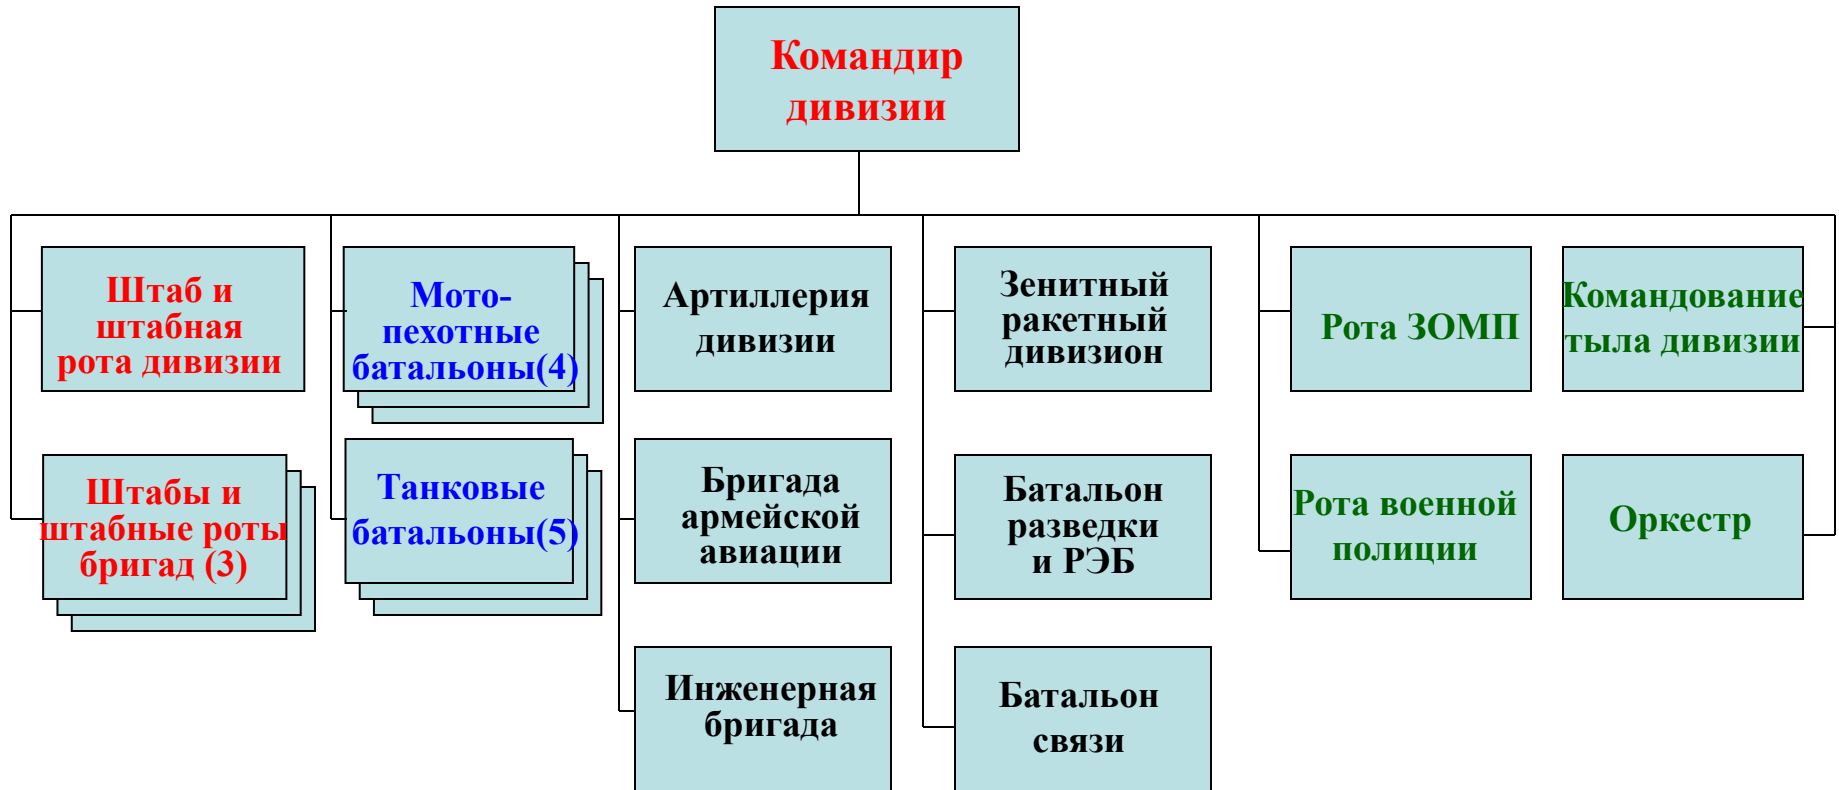 Командир
дивизии
Штаб и
штабная
рота дивизии
Мото-
пехотные
батальоны(4)
Артиллерия
дивизии
Зенитный
ракетный
дивизион
Рота ЗОМП
Командование
тыла дивизии
Штабы и
штабные роты
бригад (3)
Танковые
батальоны(5)
Бригада
армейской
авиации
Батальон
разведки
и РЭБ
Рота военной
полиции
Оркестр
Инженерная
бригада
Батальон
связи